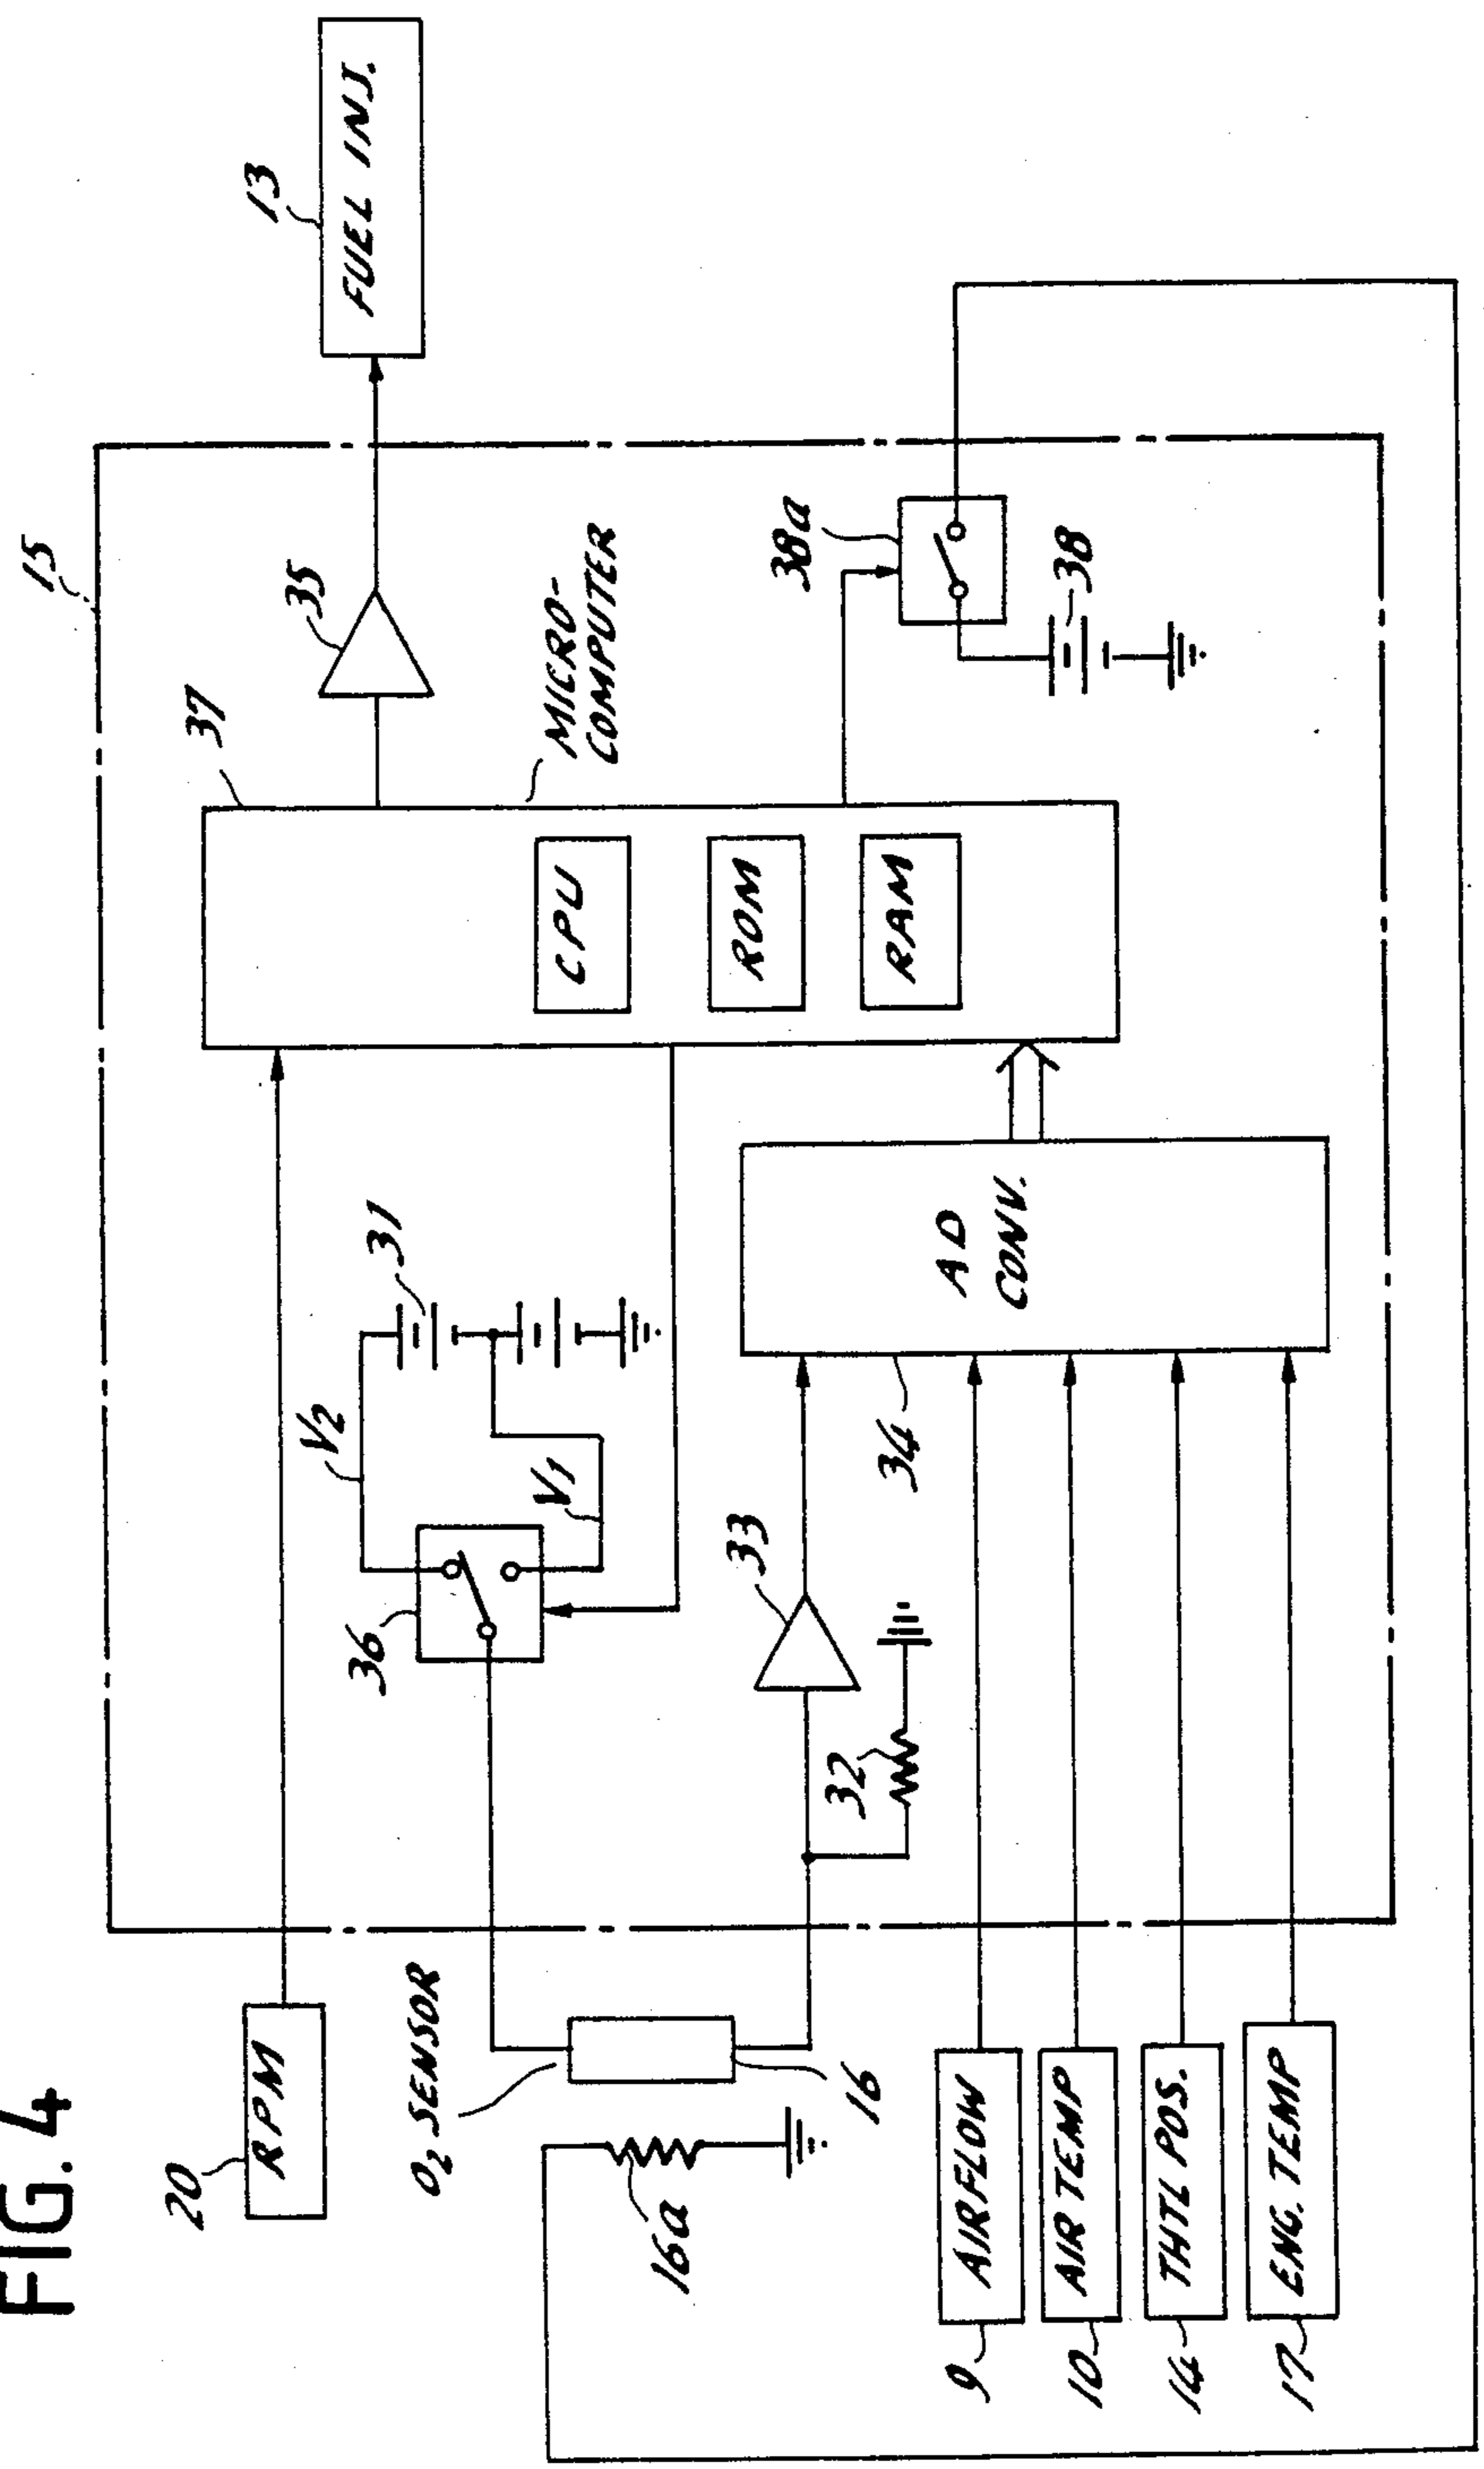 FIG. 4
15
13
FUEL INJ.
20
RPM
37
35
MICRO-
COMPUTER
CPU
ROM
RAM
38a
38
O2 SENSOR
16
16a
36
V2
V1
31
33
32
34
AD
CONV.
9
AIRFLOW
10
AIR TEMP
14
THTL POS.
17
ENG. TEMP